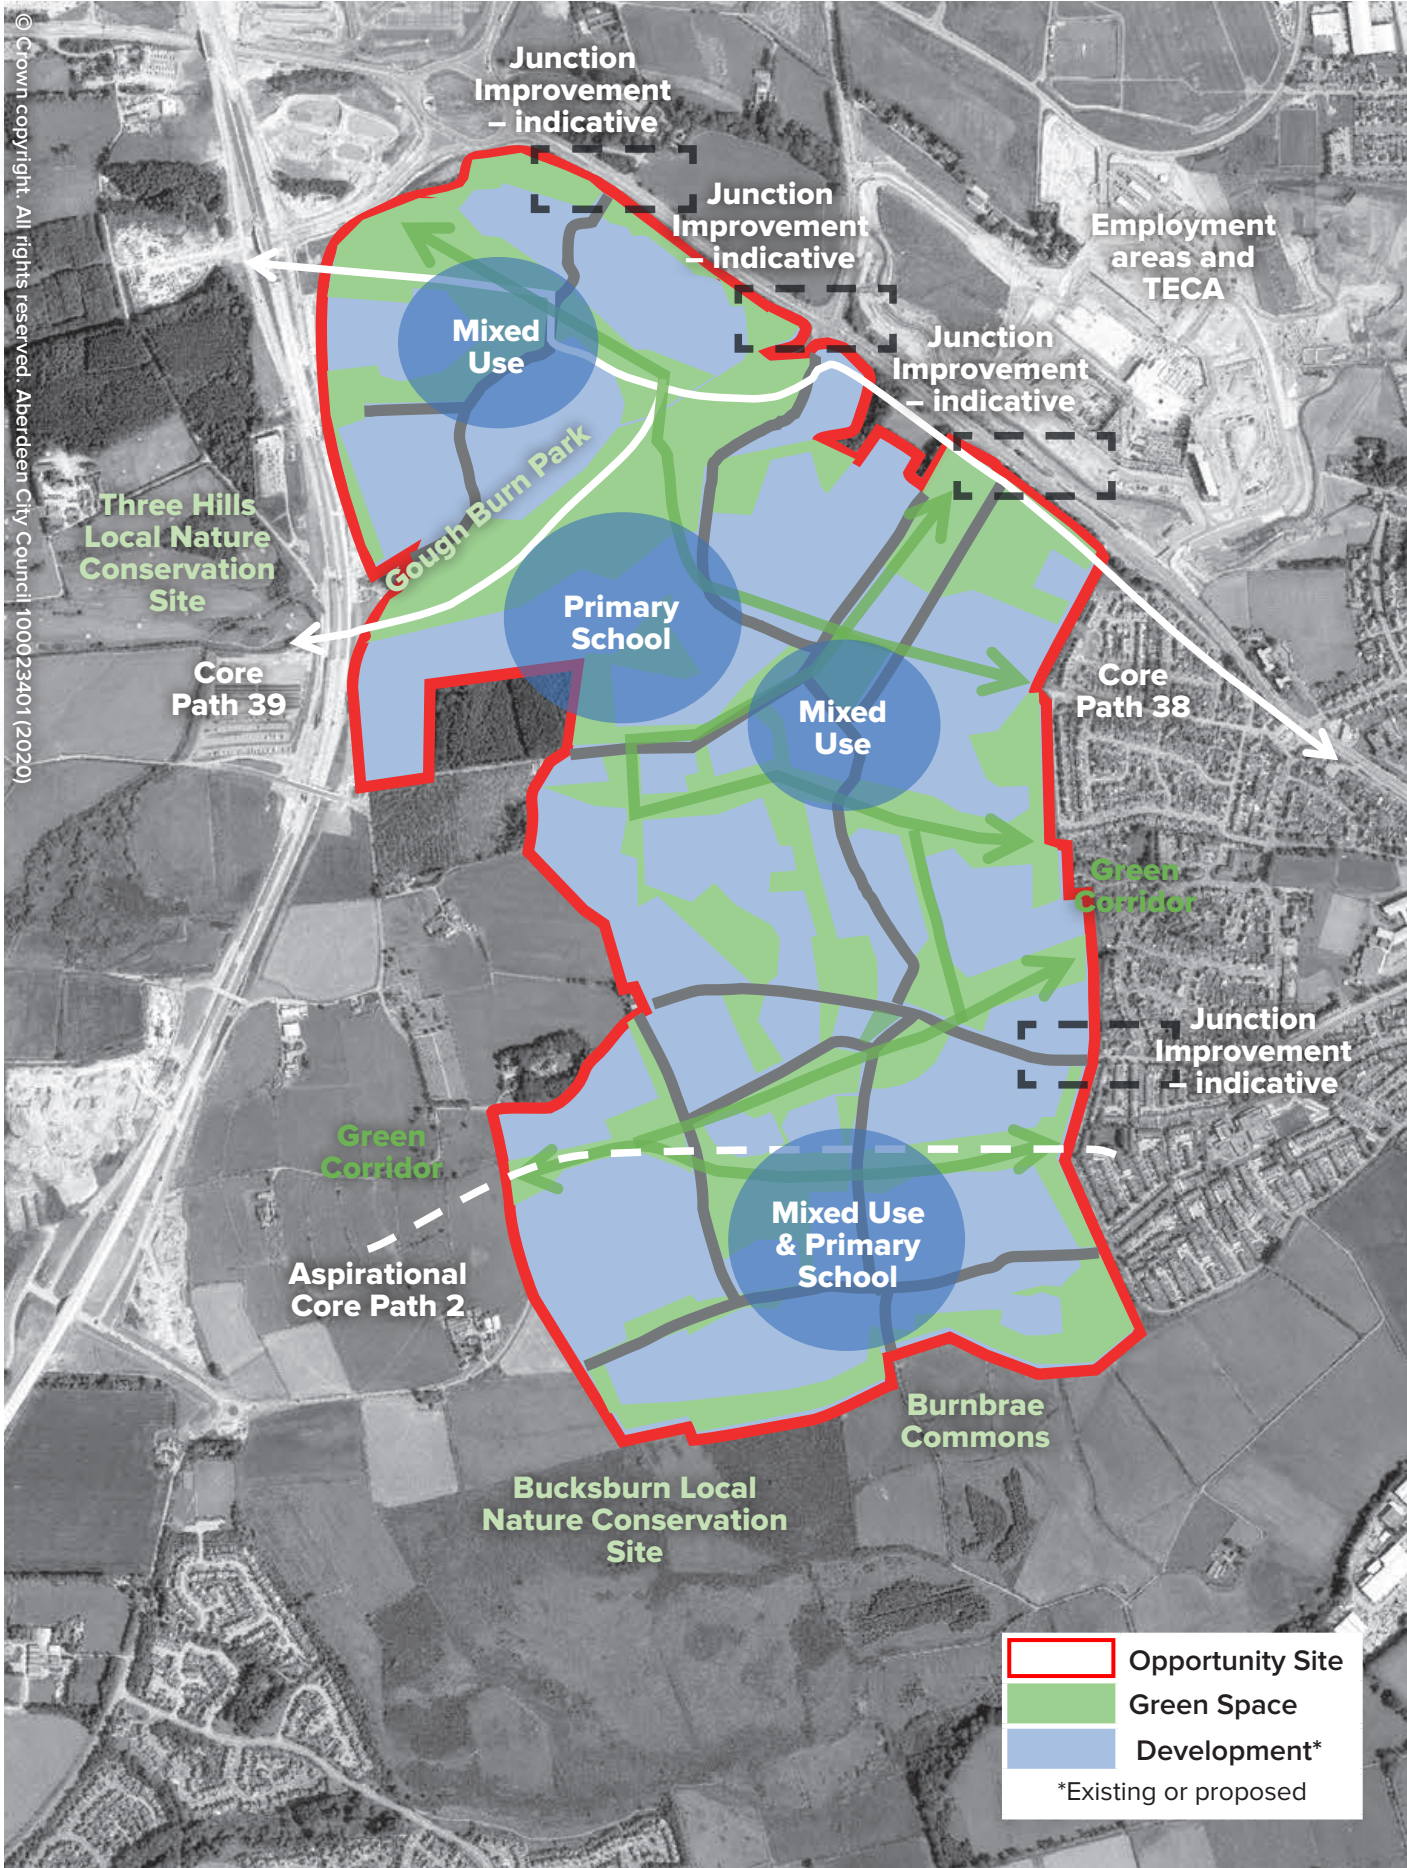 © Crown copyright. All rights reserved. Aberdeen City Council 100023401 (2020)
Junction
Improvement
– indicative
Junction
Improvement
– indicative
Employment
areas and
TECA
Junction
Improvement
– indicative
Mixed
Use
Gough Burn Park
Three Hills
Local Nature
Conservation
Site
Primary
School
Core
Path 39
Core
Path 38
Mixed
Use
Green
Corridor
Junction
Improvement
– indicative
Green
Corridor
Mixed Use
& Primary
School
Aspirational
Core Path 2
Burnbrae
Commons
Bucksburn Local
Nature Conservation
Site
Opportunity Site
Green Space
Development*
*Existing or proposed